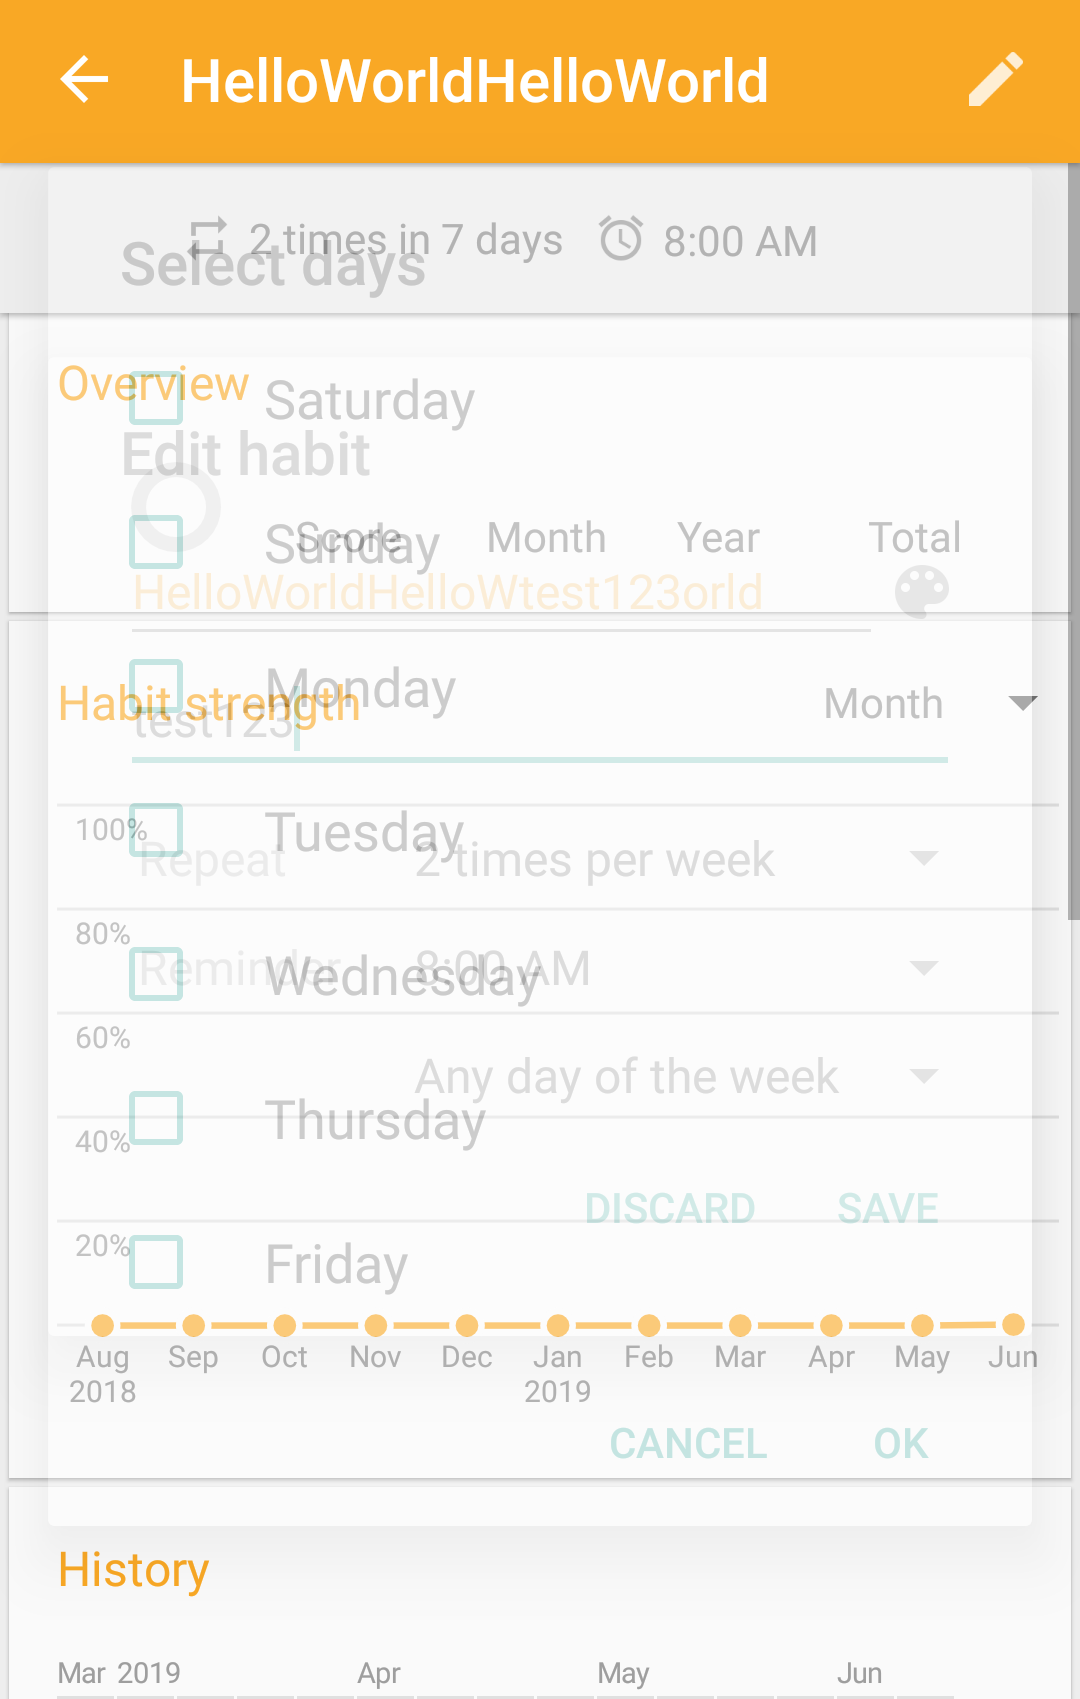 HelloWorldHelloWorld
2 times in 7 days 8:00 AM
Select days
Overview
Saturday
Edit habit
Score Month Year Total
Sunday
HelloWorldHelloWtest123orld
Monday
Habit strength Month
test123
100%
Tuesday
Repeat 2 times per week
80%
Reminder 8:00 AM
Wednesday
60%
Any day of the week
Thursday
40%
DISCARD SAVE
20%
Friday
Aug Sep Oct Nov Dec Jan Feb Mar Apr May Jun
2018 2019
CANCEL OK
History
Mar 2019 Apr May Jun